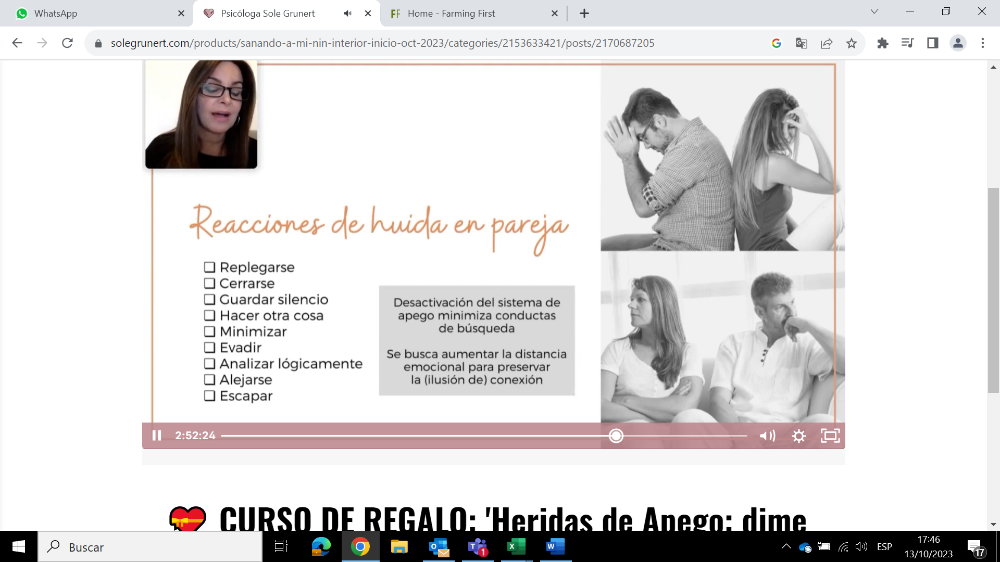 WhatsApp
Psicóloga Sole Grunert
FF Home - Farming First
solegrunert.com/products/sanando-a-mi-nin-interior-inicio-oct-2023/categories/2153633421/posts/2170687205
Reacciones de huida en pareja
❏ Replegarse
❏ Cerrarse
❏ Guardar silencio
❏ Hacer otra cosa
❏ Minimizar
❏ Evadir
❏ Analizar lógicamente
❏ Alejarse
❏ Escapar
Desactivación del sistema de
apego minimiza conductas
de búsqueda
Se busca aumentar la distancia
emocional para preservar
la (ilusión de) conexión
2:52:24
CURSO DE REGALO: 'Heridas de Apego: dime
Buscar
1
ESP
17:46
13/10/2023
17